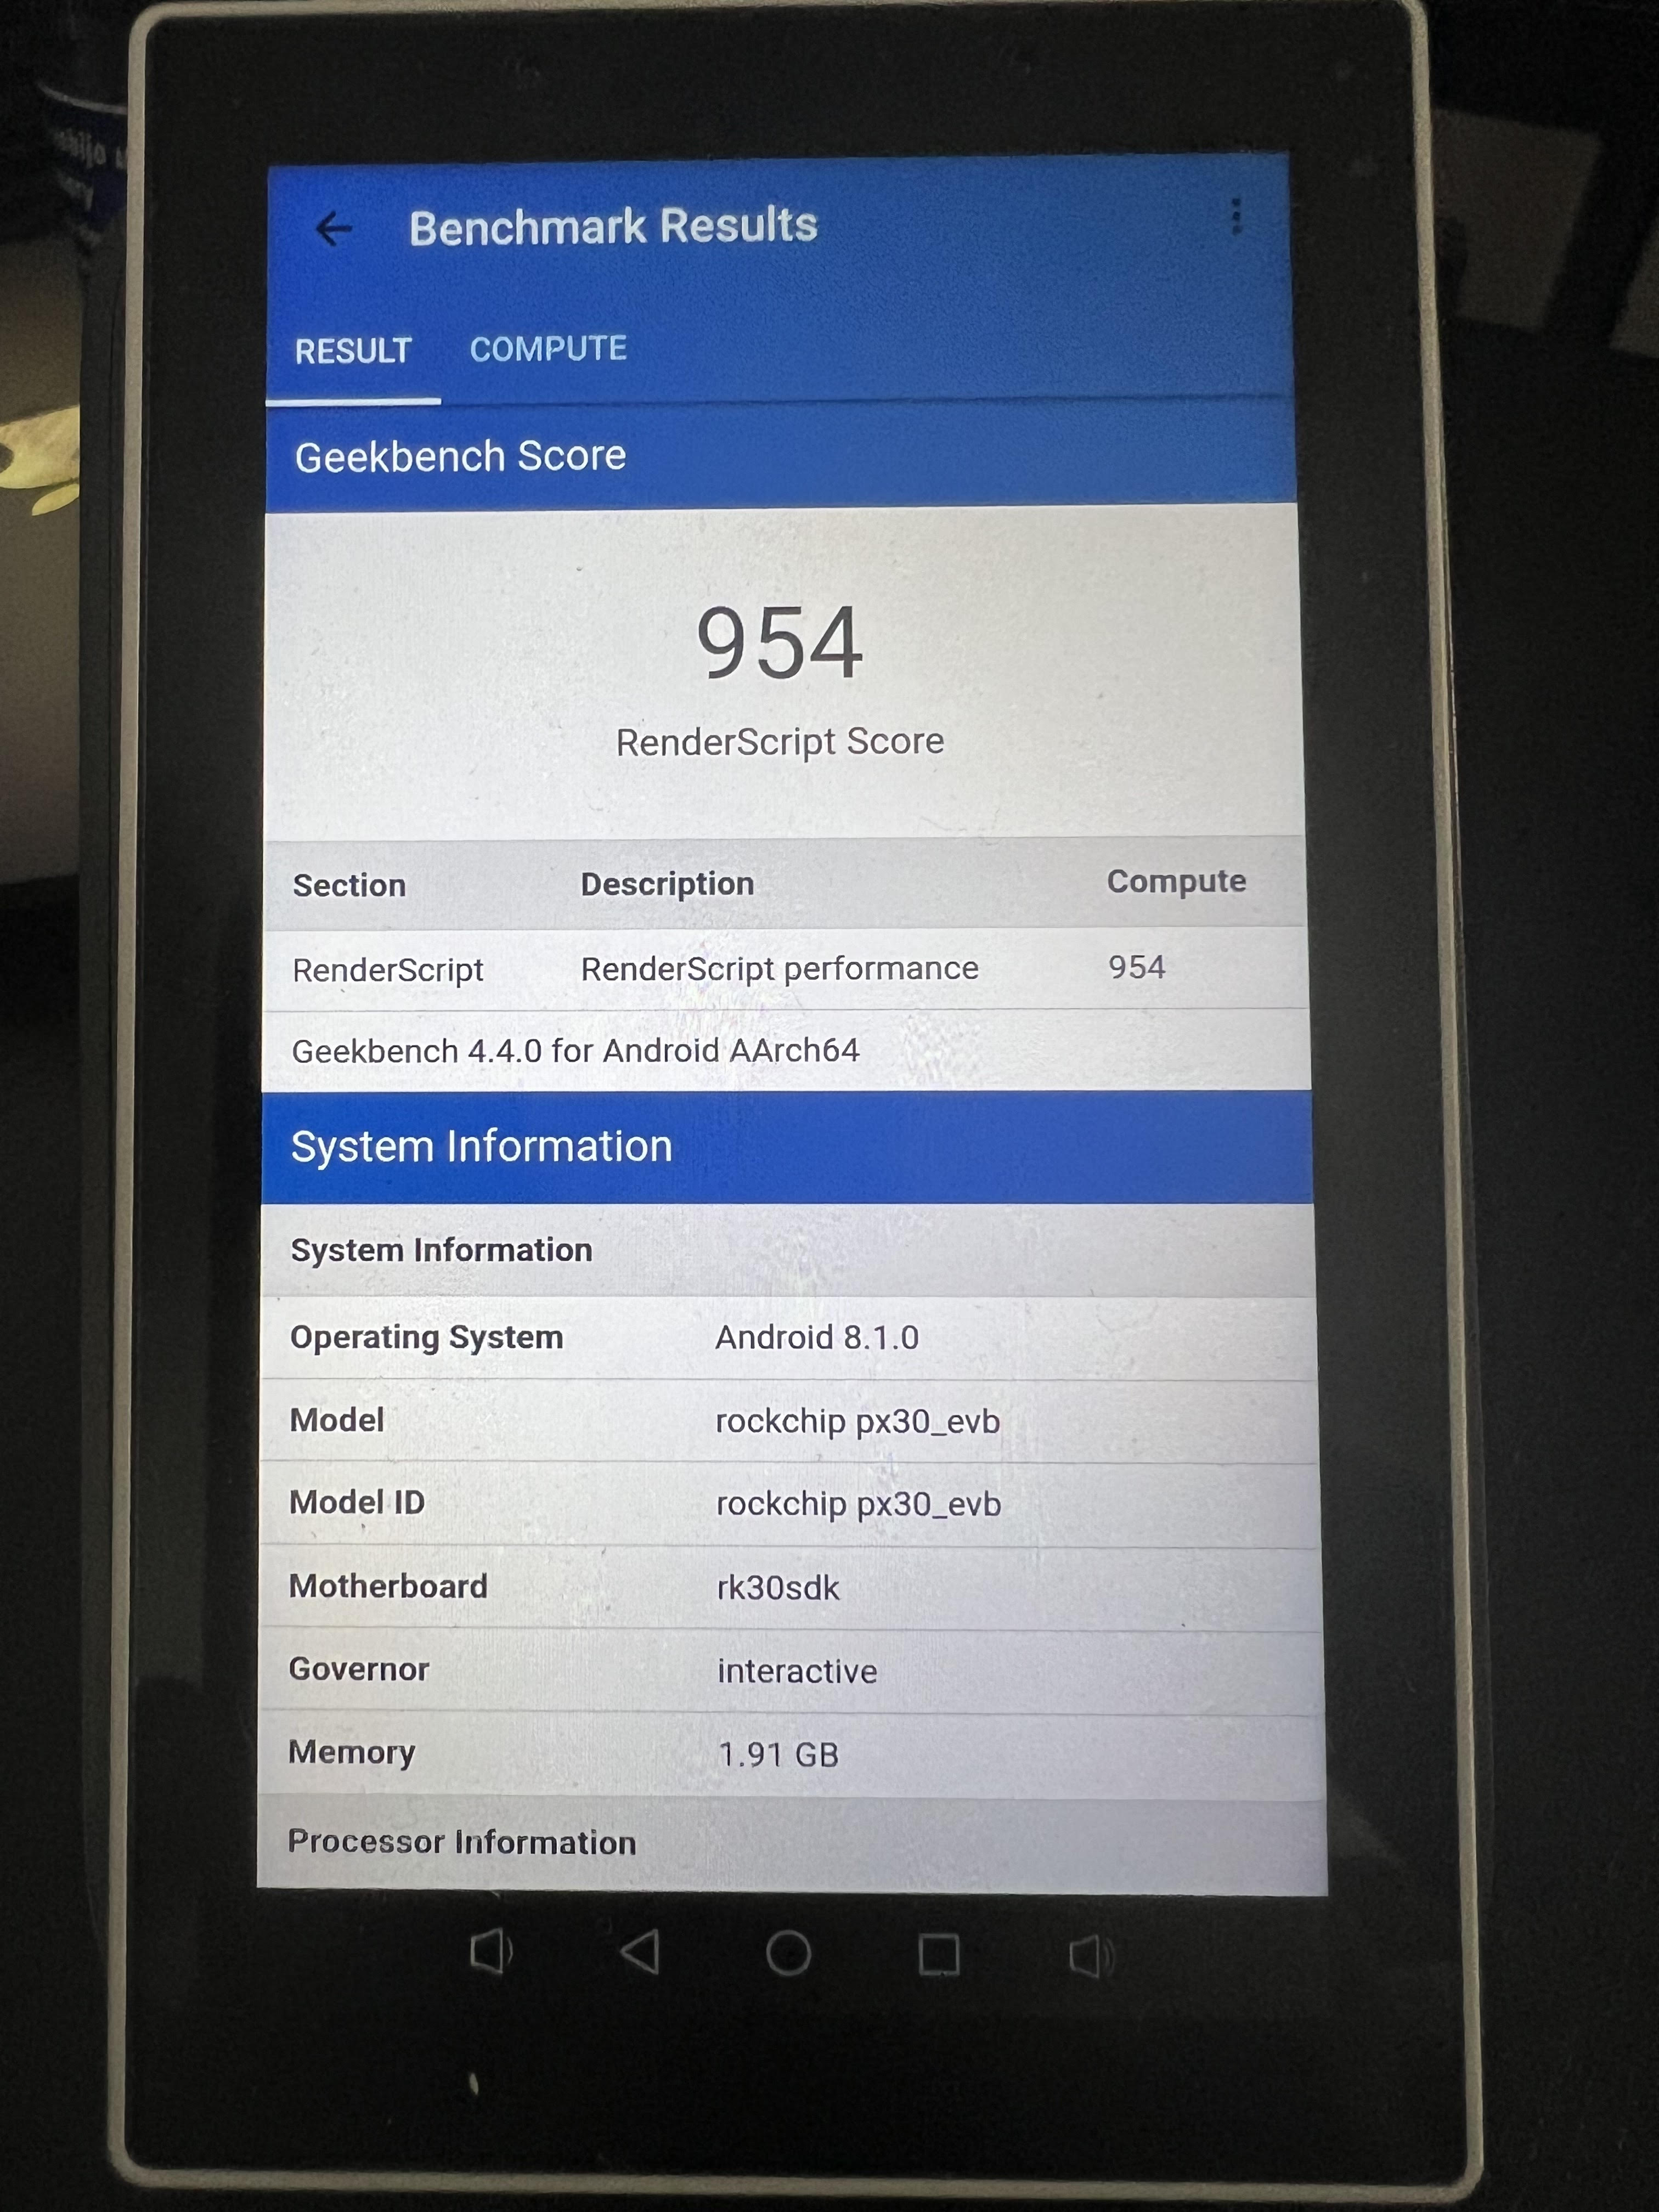 Benchmark Results
RESULT COMPUTE
Geekbench Score
954
RenderScript Score
Section Description Compute
RenderScript RenderScript performance 954
Geekbench 4.4.0 for Android AArch64
System Information
System Information
Operating System Android 8.1.0
Model rockchip px30_evb
Model ID rockchip px30_evb
Motherboard rk30sdk
Governor interactive
Memory 1.91 GB
Processor Information